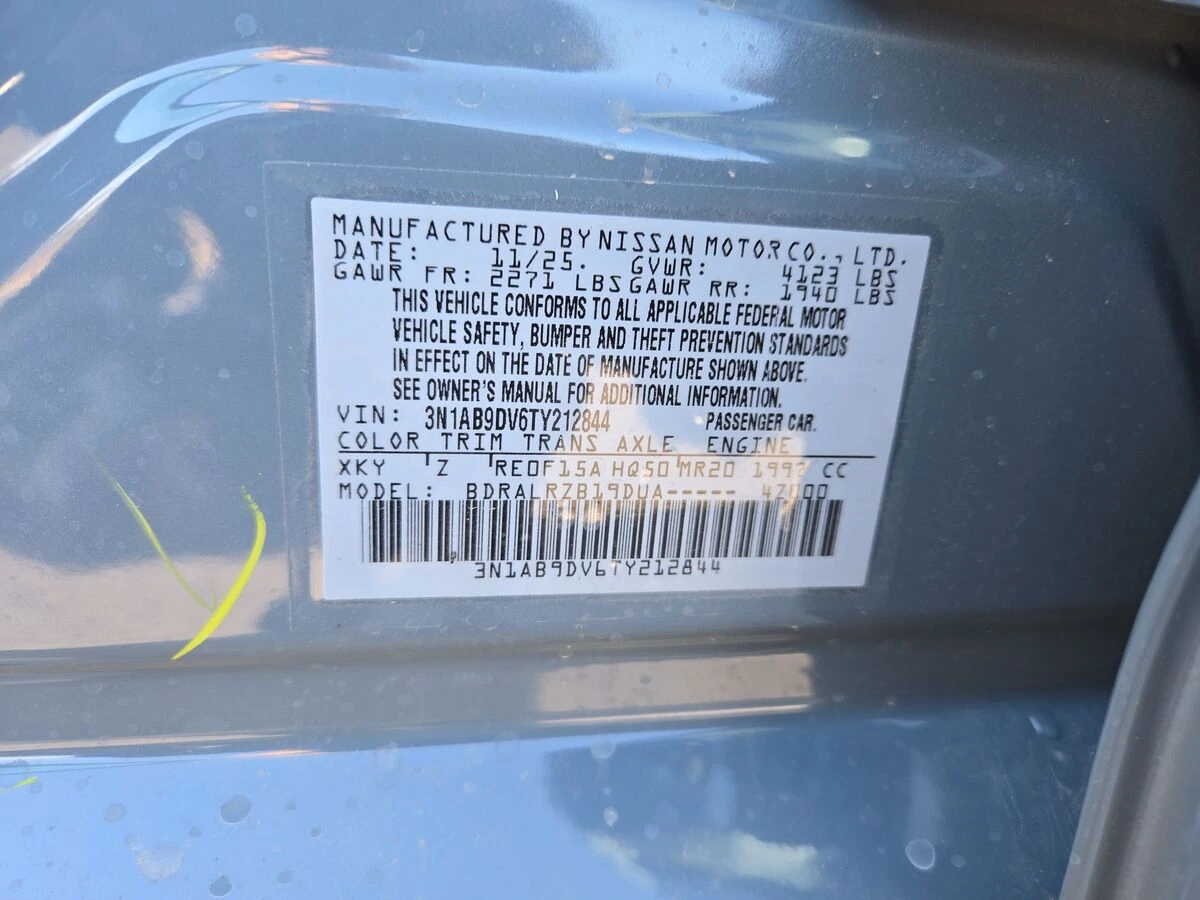 MANUFACTURED BY NISSAN MOTOR CO., LTD.
DATE: 11/25. GVWR: 4123 LBS
GAWR FR: 2271 LBS GAWR RR: 1940 LBS
THIS VEHICLE CONFORMS TO ALL APPLICABLE FEDERAL MOTOR
VEHICLE SAFETY, BUMPER AND THEFT PREVENTION STANDARDS
IN EFFECT ON THE DATE OF MANUFACTURE SHOWN ABOVE.
SEE OWNER'S MANUAL FOR ADDITIONAL INFORMATION.
VIN: 3N1AB9DV6TY212844 PASSENGER CAR.
COLOR TRIM TRANS AXLE ENGINE
XKY Z RE0F15A HQ50 MR20 1997 CC
MODEL: BDRALRZB19DUA-----
3N1AB9DV6TY212844